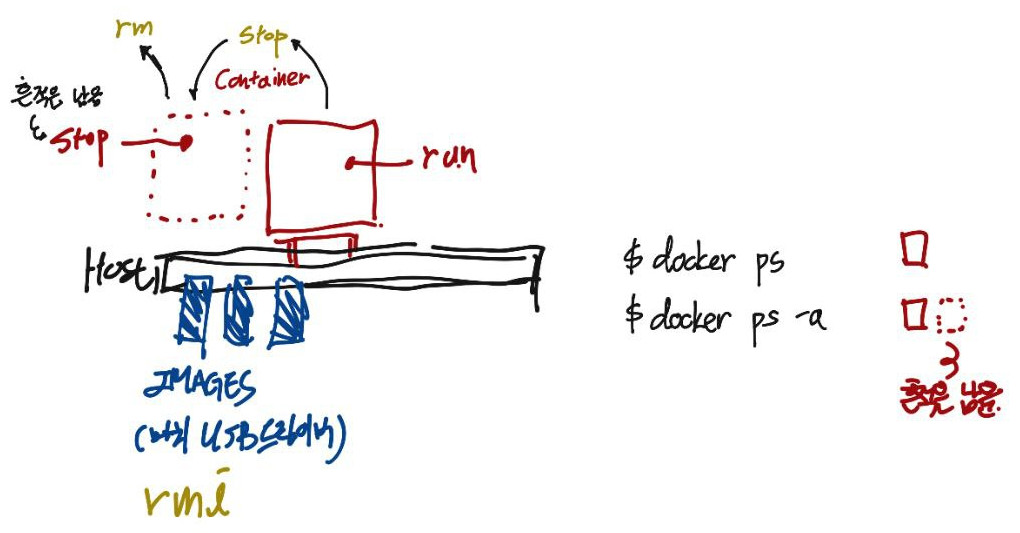 rm
stop
Container
흔적은 남음
stop
run
Host
$ docker ps
$ docker ps -a
흔적은 남음.
IMAGES
(마치 USB드라이버)
rmi